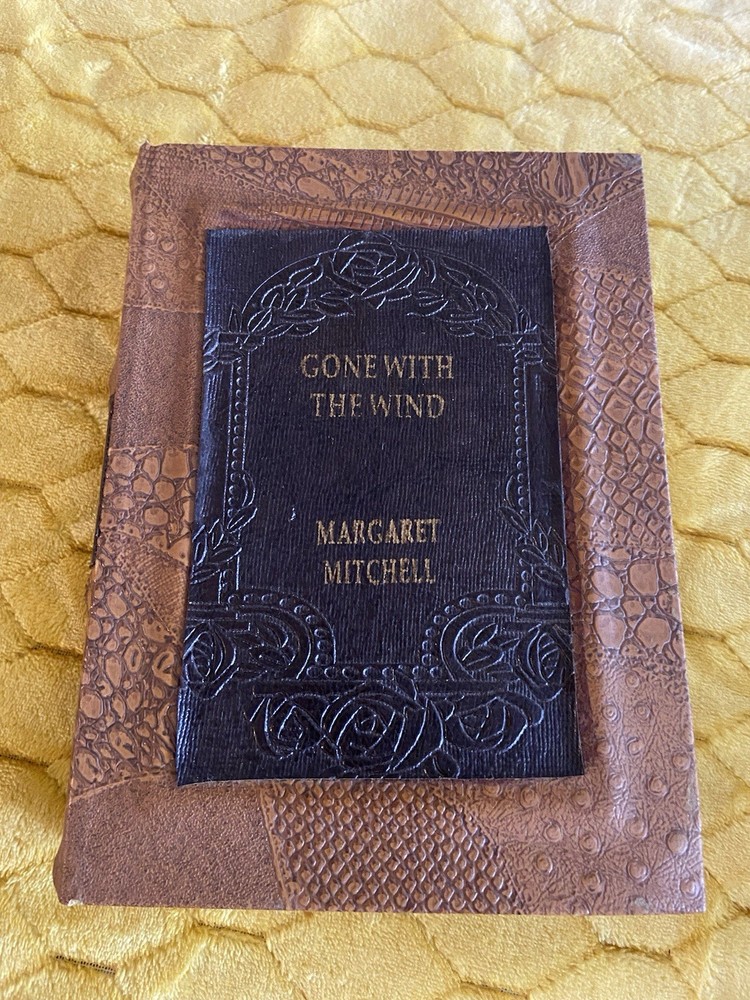 GONE WITH
THE WIND
MARGARET
MITCHELL